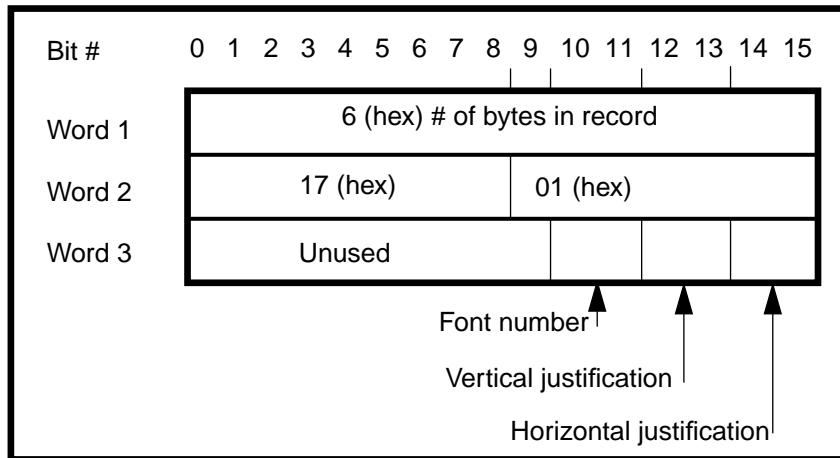 Bit # 0 1 2 3 4 5 6 7 8 9 10 11 12 13 14 15
Word 1 6 (hex) # of bytes in record
Word 2 17 (hex) 01 (hex)
Word 3 Unused
Font number
Vertical justification
Horizontal justification